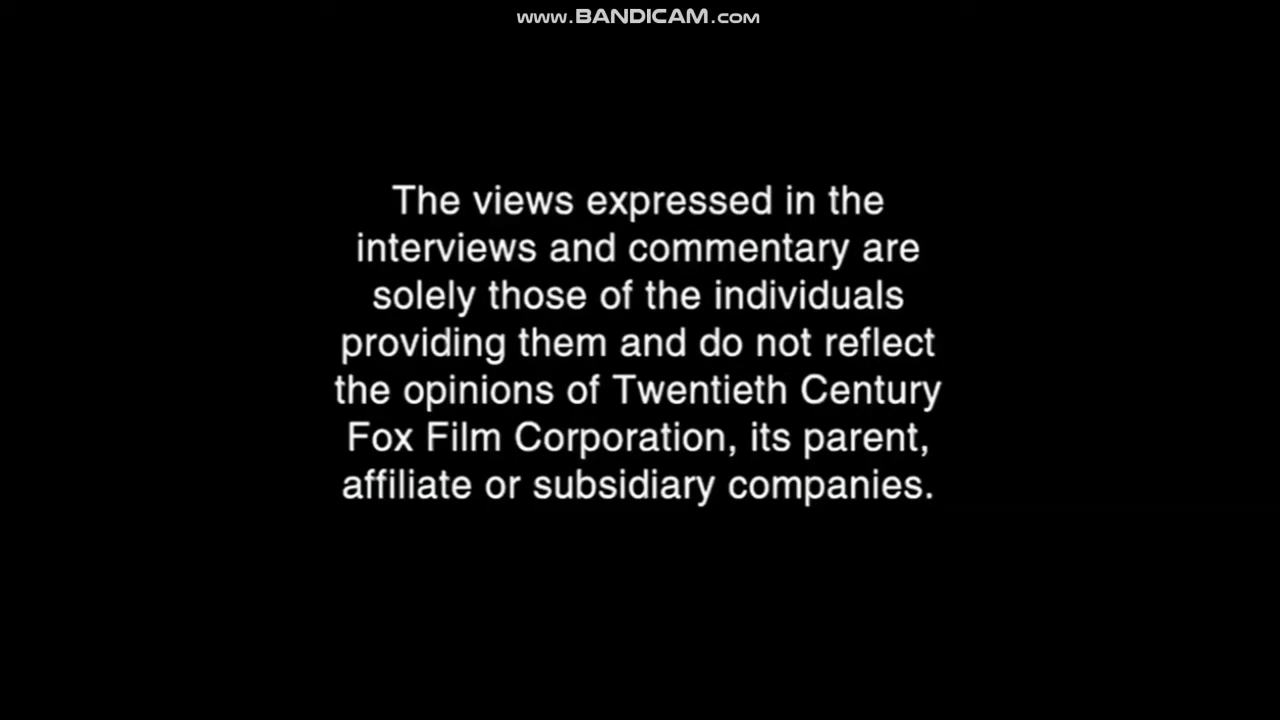 www.BANDICAM.com
The views expressed in the
interviews and commentary are
solely those of the individuals
providing them and do not reflect
the opinions of Twentieth Century
Fox Film Corporation, its parent,
affiliate or subsidiary companies.